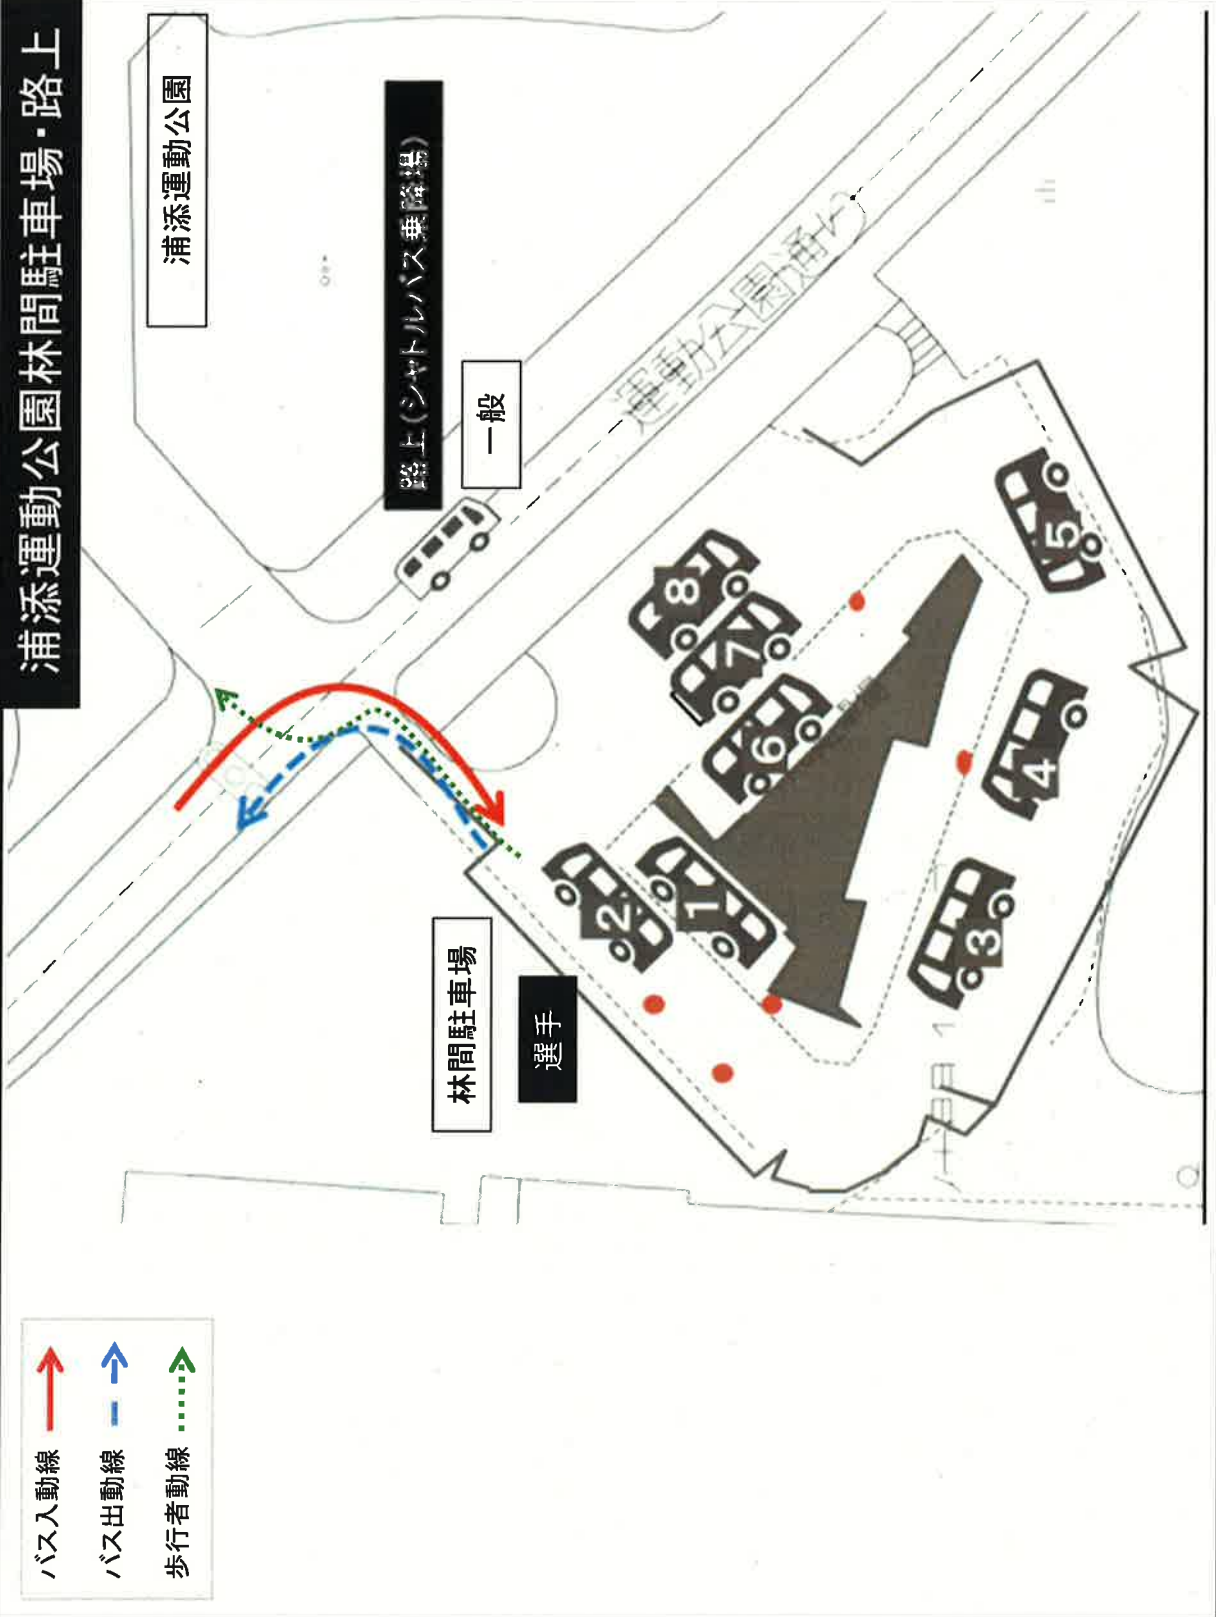 浦添運動公園林間駐車場・路上
浦添運動公園
路上(シャトルバス乗降場)
一般
運動公園通り
林間駐車場
選手
1
2
3
4
5
6
7
8
バス入動線
バス出動線
歩行者動線